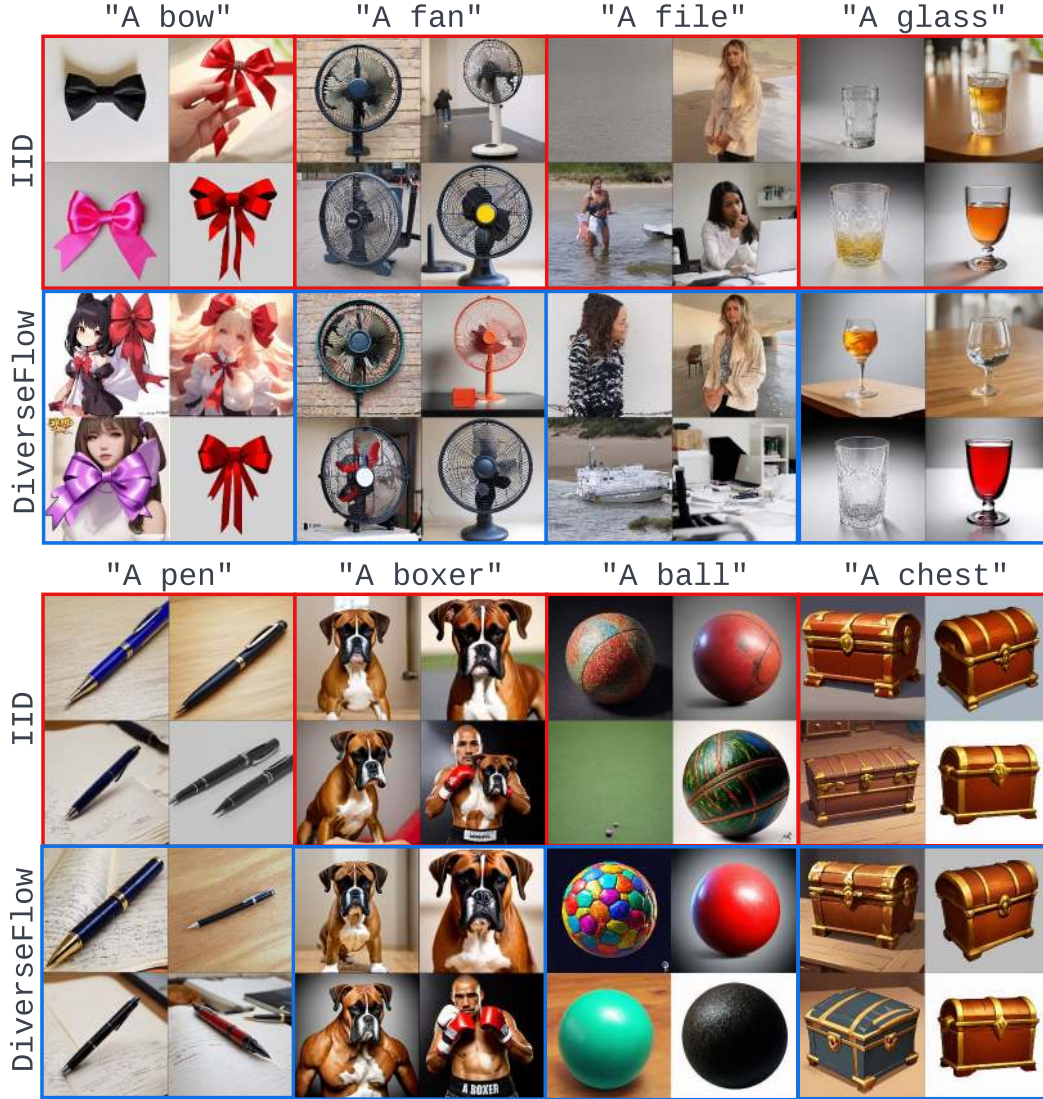 "A bow" "A fan" "A file" "A glass"
IID
DiverseFlow
"A pen" "A boxer" "A ball" "A chest"
IID
DiverseFlow
A BOXER